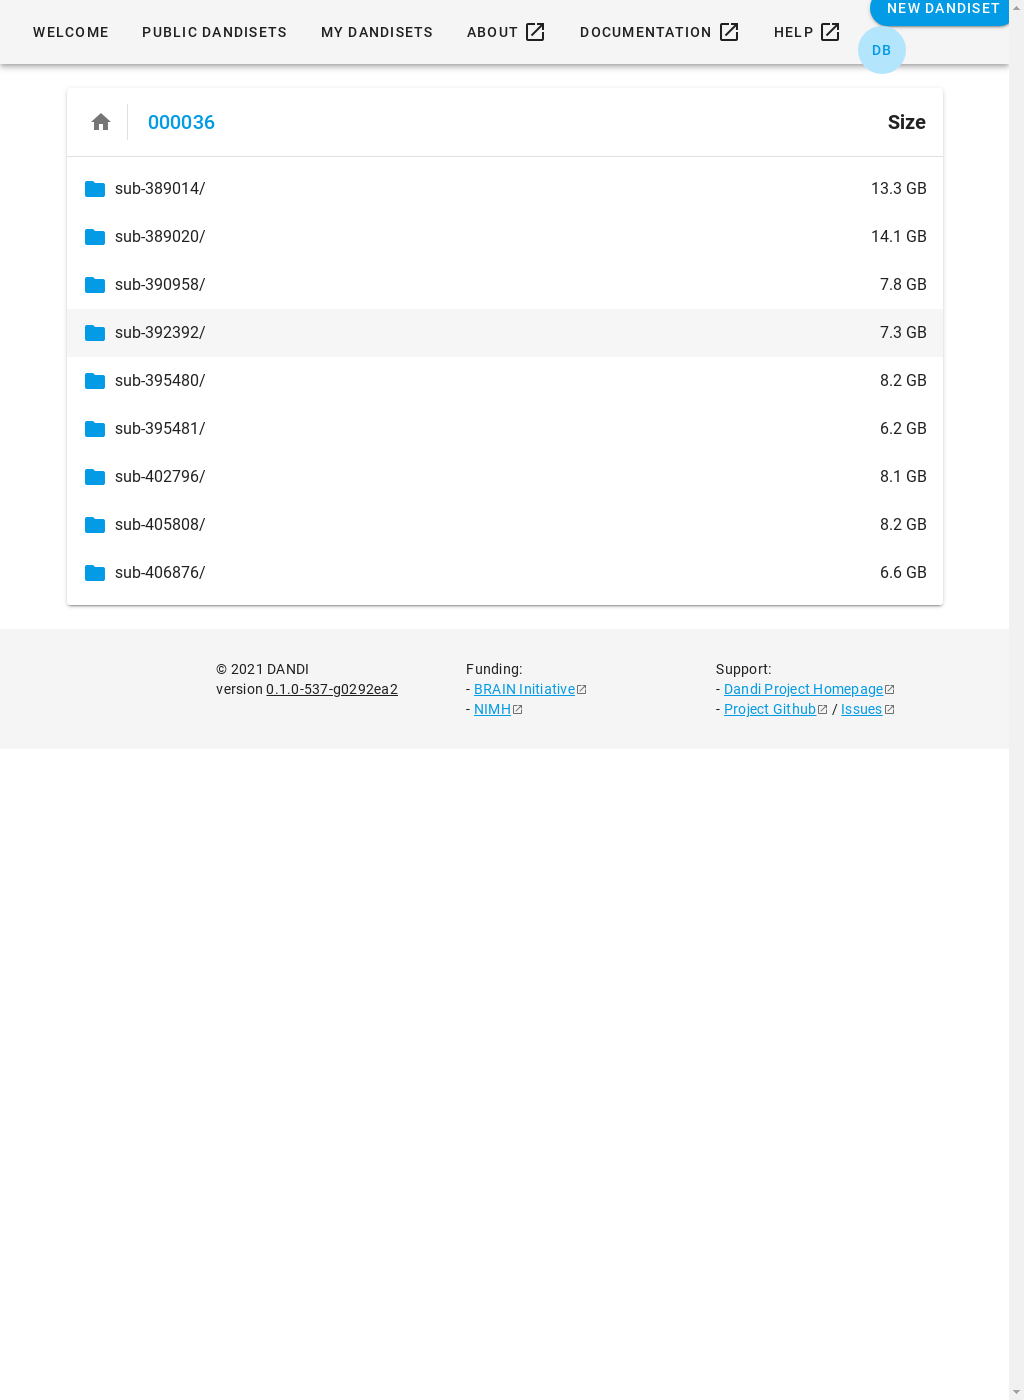 WELCOME PUBLIC DANDISETS MY DANDISETS ABOUT DOCUMENTATION HELP NEW DANDISET
DB
000036 Size
sub-389014/ 13.3 GB
sub-389020/ 14.1 GB
sub-390958/ 7.8 GB
sub-392392/ 7.3 GB
sub-395480/ 8.2 GB
sub-395481/ 6.2 GB
sub-402796/ 8.1 GB
sub-405808/ 8.2 GB
sub-406876/ 6.6 GB
© 2021 DANDI
version 0.1.0-537-g0292ea2
Funding:
- BRAIN Initiative
- NIMH
Support:
- Dandi Project Homepage
- Project Github / Issues